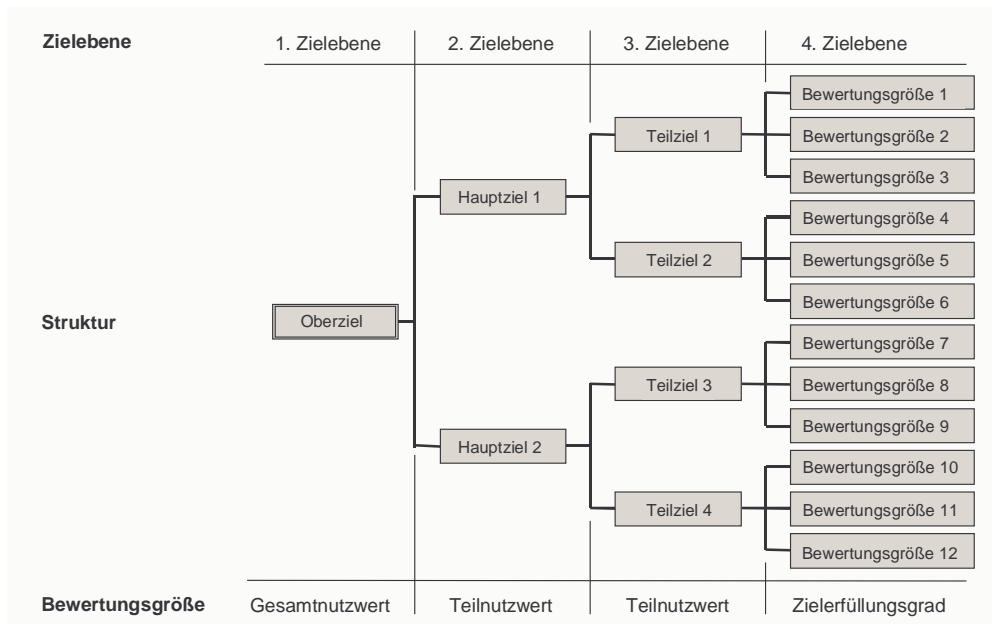 Zielebene 1. Zielebene 2. Zielebene 3. Zielebene 4. Zielebene
Bewertungsgröße 1
Teilziel 1 Bewertungsgröße 2
Bewertungsgröße 3
Hauptziel 1
Bewertungsgröße 4
Teilziel 2 Bewertungsgröße 5
Bewertungsgröße 6
Struktur Oberziel
Bewertungsgröße 7
Teilziel 3 Bewertungsgröße 8
Bewertungsgröße 9
Hauptziel 2
Bewertungsgröße 10
Teilziel 4 Bewertungsgröße 11
Bewertungsgröße 12
Bewertungsgröße Gesamtnutzwert Teilnutzwert Teilnutzwert Zielerfüllungsgrad